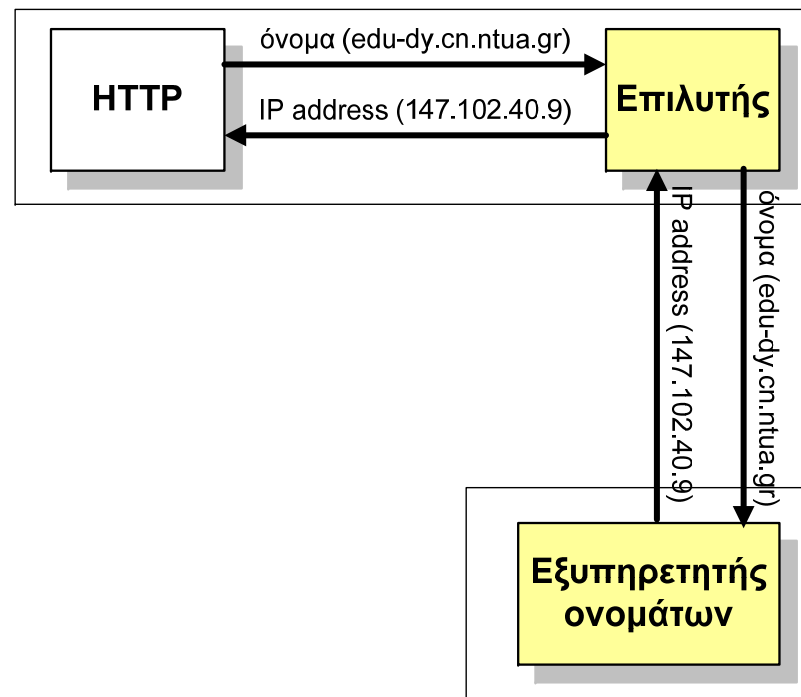 όνομα (edu-dy.cn.ntua.gr)
HTTP
IP address (147.102.40.9)
Επιλυτής
IP address (147.102.40.9)
όνομα (edu-dy.cn.ntua.gr)
Εξυπηρετητής
ονομάτων